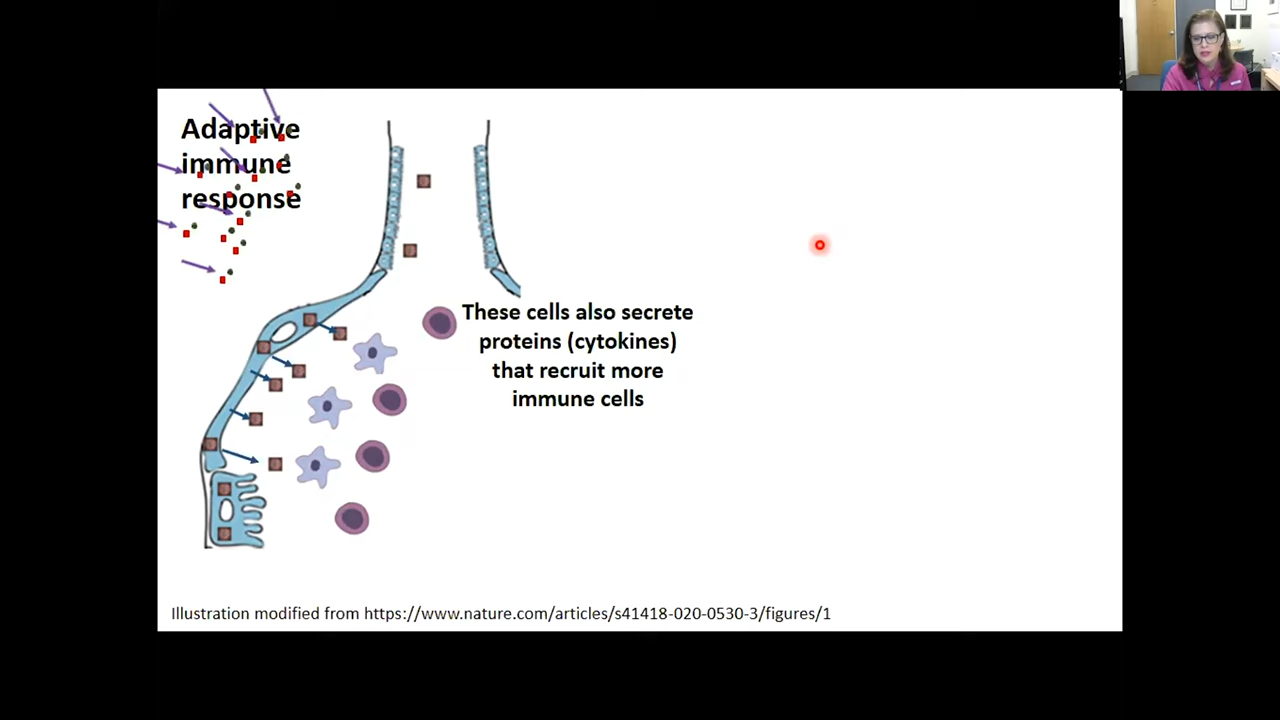 Adaptive
immune
response
These cells also secrete
proteins (cytokines)
that recruit more
immune cells
Illustration modified from https://www.nature.com/articles/s41418-020-0530-3/figures/1